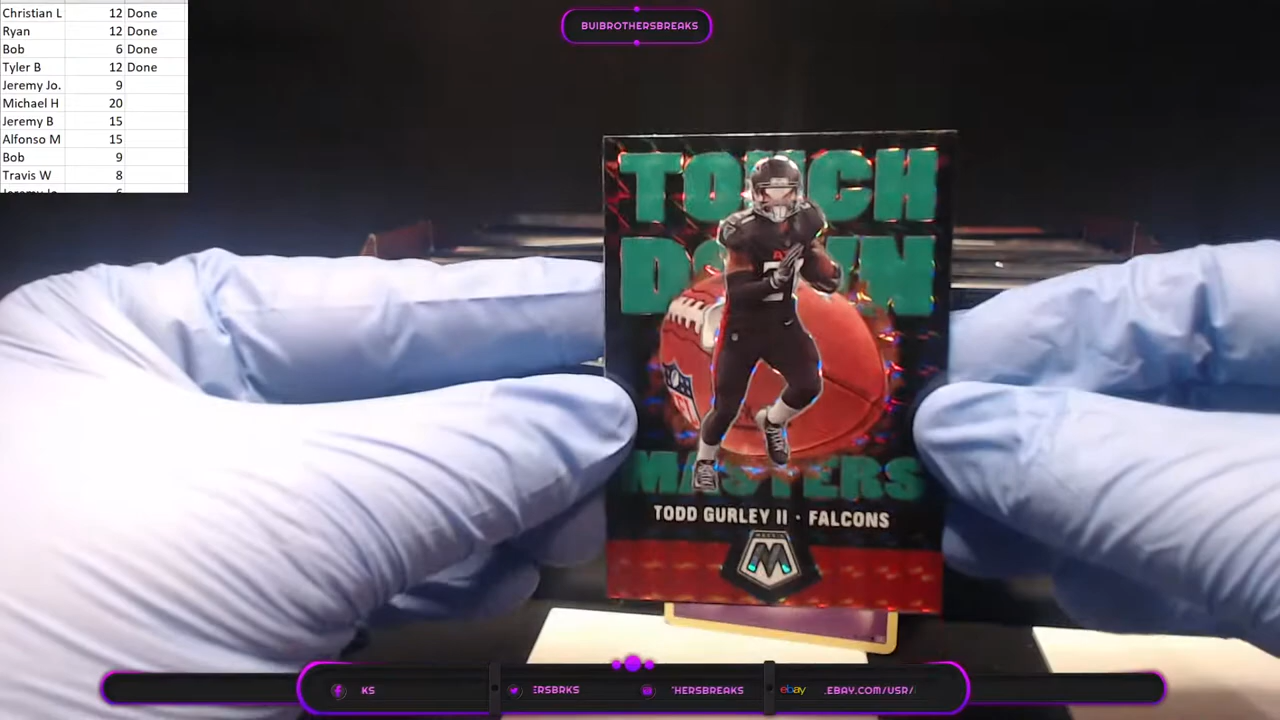 Christian L 12 Done
Ryan 12 Done
Bob 6 Done
Tyler B 12 Done
Jeremy Jo. 9
Michael H 20
Jeremy B 15
Alfonso M 15
Bob 9
Travis W 8
BUIBROTHERSBREAKS
TOUCH
DOWN
MASTERS
TODD GURLEY II · FALCONS
MOSAIC
KS
ERSBRKS
HERSBREAKS
ebay
.EBAY.COM/USR/